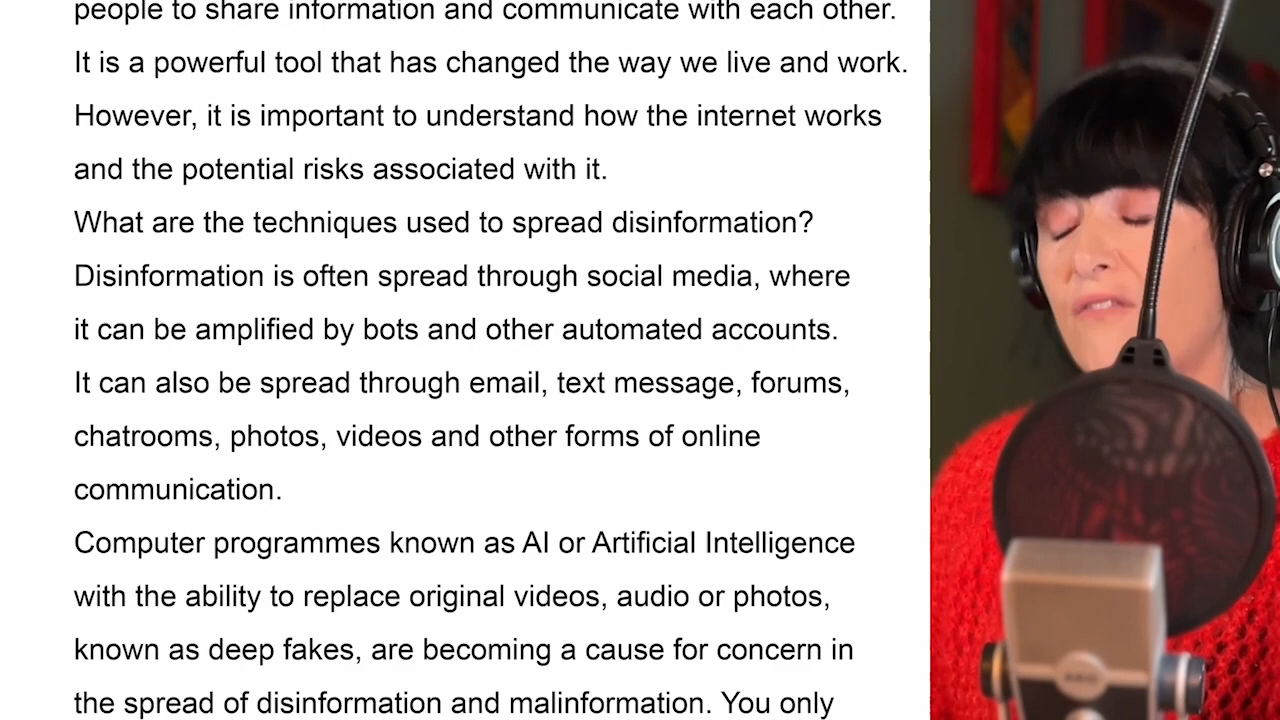 people to share information and communicate with each other.
It is a powerful tool that has changed the way we live and work.
However, it is important to understand how the internet works
and the potential risks associated with it.
What are the techniques used to spread disinformation?
Disinformation is often spread through social media, where
it can be amplified by bots and other automated accounts.
It can also be spread through email, text message, forums,
chatrooms, photos, videos and other forms of online
communication.
Computer programmes known as AI or Artificial Intelligence
with the ability to replace original videos, audio or photos,
known as deep fakes, are becoming a cause for concern in
the spread of disinformation and malinformation. You only